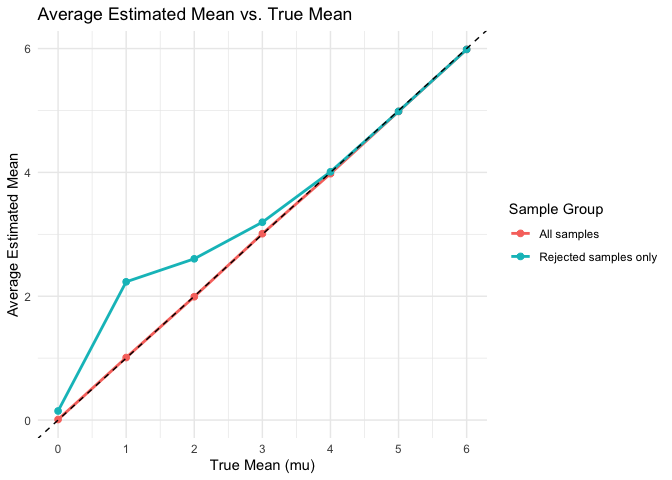 Average Estimated Mean vs. True Mean
Average Estimated Mean
6
4
2
0
0 1 2 3 4 5 6
True Mean (mu)
Sample Group
All samples
Rejected samples only